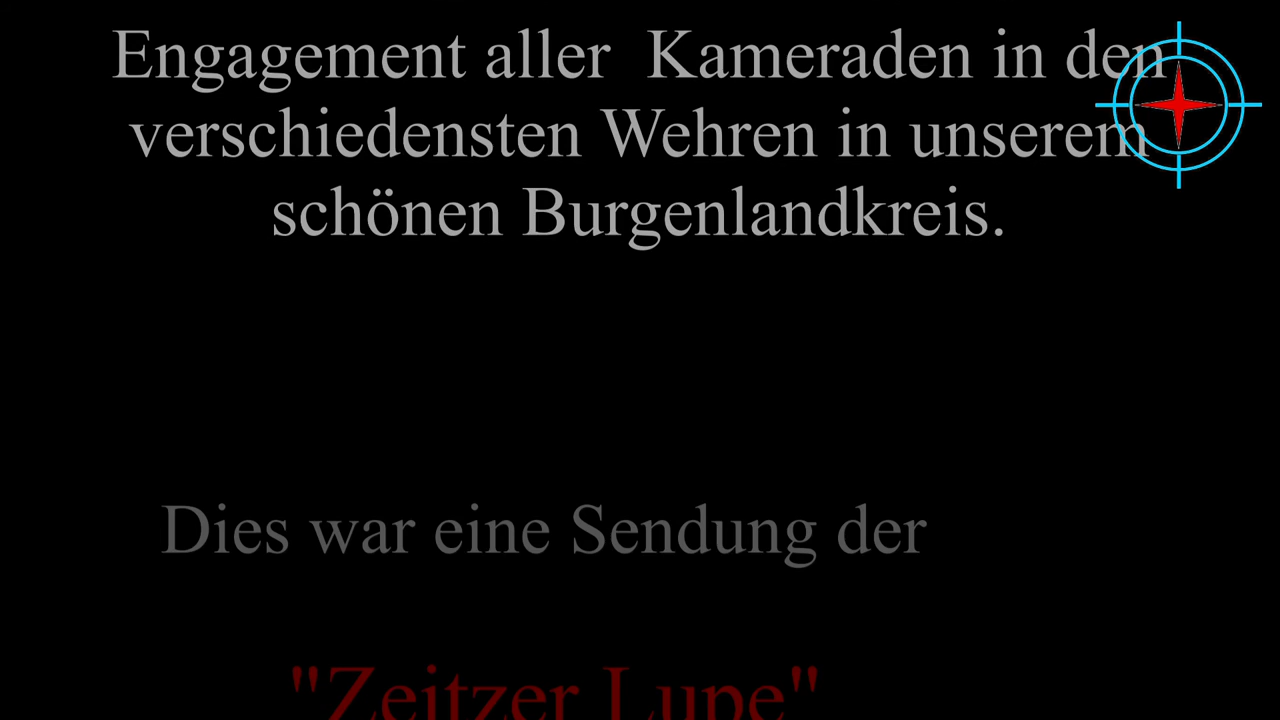 Engagement aller  Kameraden in den
verschiedensten Wehren in unserem
schönen Burgenlandkreis.
Dies war eine Sendung der
"Zeitzer Lupe"